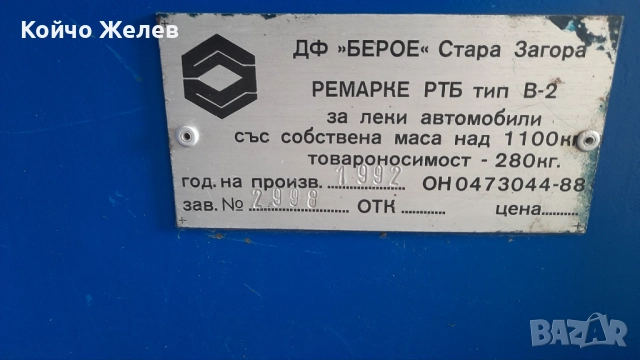 Койчо Желев
ДФ »БЕРОЕ« Стара Загора
РЕМАРКЕ РТБ тип В-2
за леки автомобили
със собствена маса над 1100кг
товароносимост - 280кг.
год. на произв. 1992 ОН 0473044-88
зав. № 2998 ОТК ......... цена.........
BAZAR